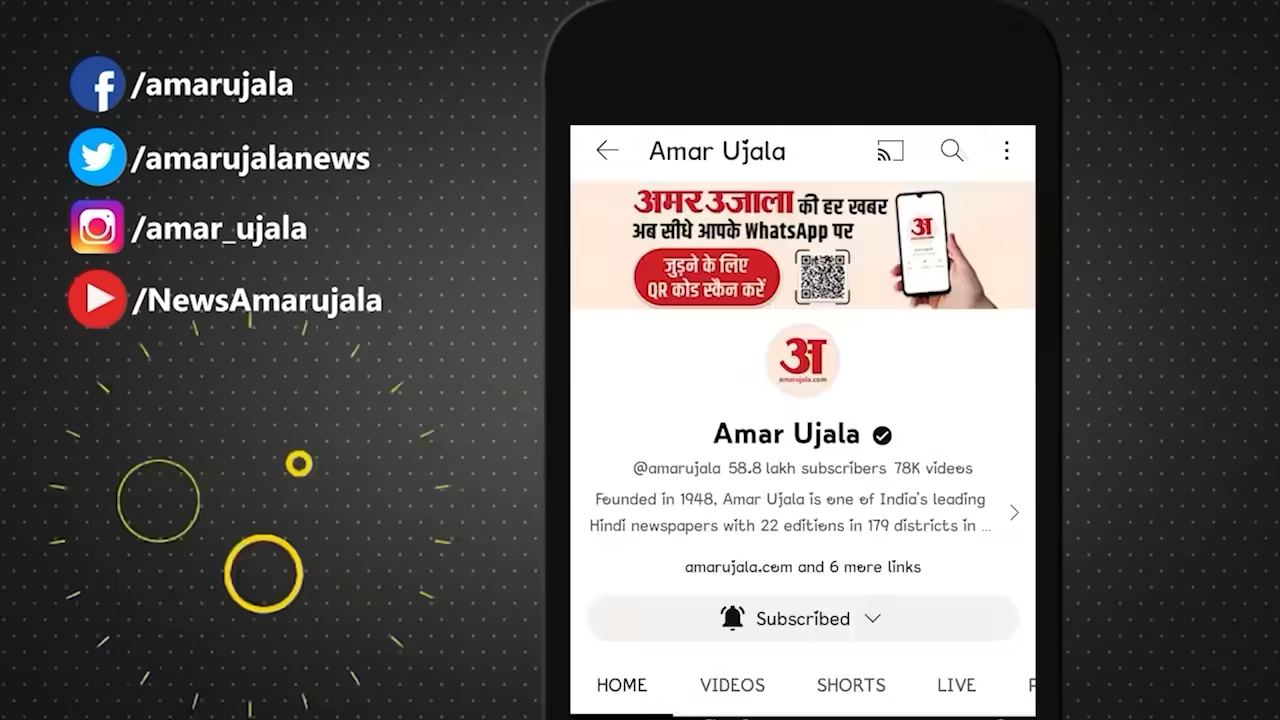 /amarujala
/amarujalanews
/amar_ujala
/NewsAmarujala
Amar Ujala
अमर उजाला की हर खबर
अब सीधे आपके WhatsApp पर
जुड़ने के लिए
QR कोड स्कैन करें
अ
अ
amarujala.com
Amar Ujala
@amarujala 58.8 lakh subscribers 78K videos
Founded in 1948, Amar Ujala is one of India's leading
Hindi newspapers with 22 editions in 179 districts in ...
amarujala.com and 6 more links
Subscribed
HOME VIDEOS SHORTS LIVE